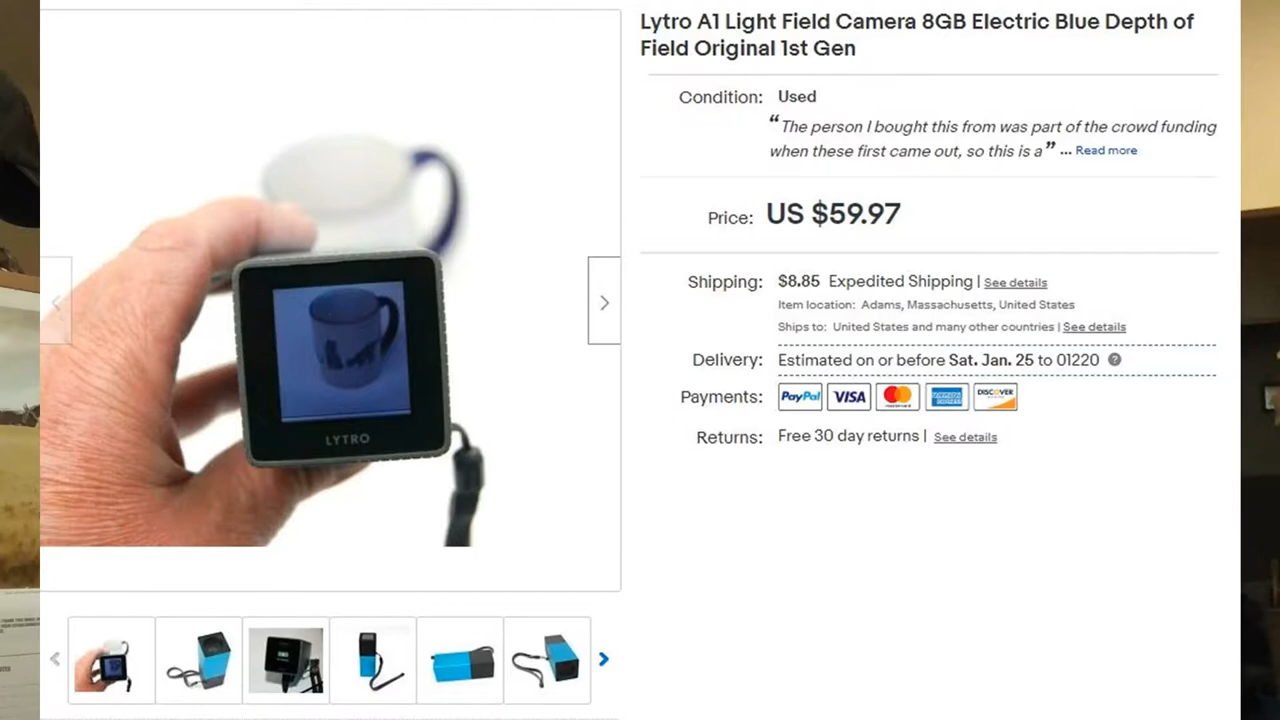 Lytro A1 Light Field Camera 8GB Electric Blue Depth of
Field Original 1st Gen
Condition: Used
“The person I bought this from was part of the crowd funding
when these first came out, so this is a” ... Read more
Price: US $59.97
Shipping: $8.85 Expedited Shipping | See details
Item location: Adams, Massachusetts, United States
Ships to: United States and many other countries | See details
Delivery: Estimated on or before Sat. Jan. 25 to 01220
Payments: PayPal VISA mastercard AMERICAN EXPRESS DISCOVER
Returns: Free 30 day returns | See details
LYTRO